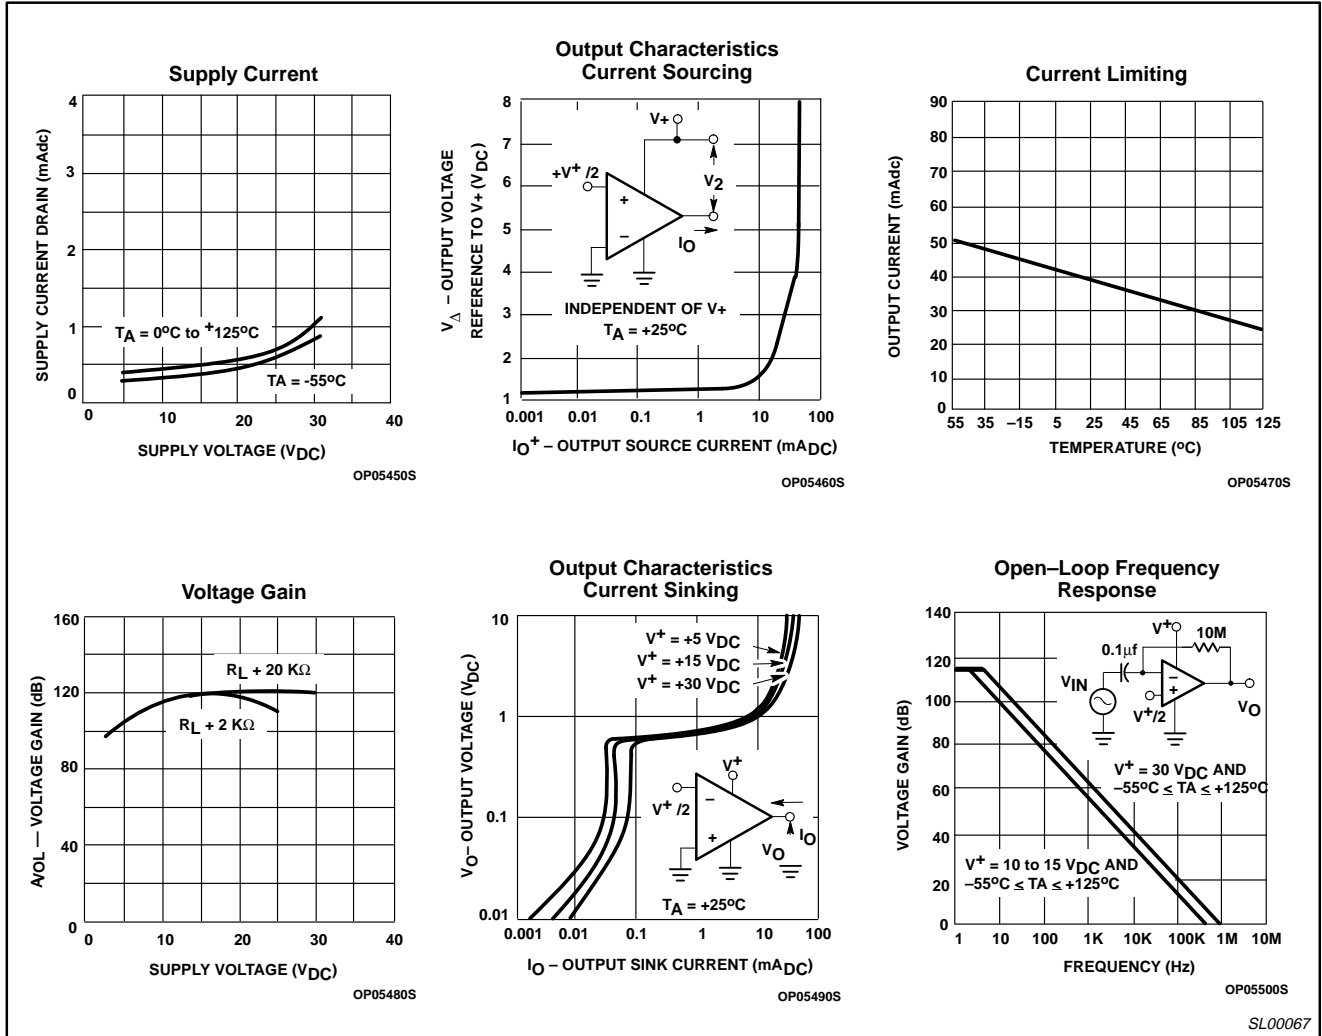 Supply Current
SUPPLY CURRENT DRAIN (mAdc)
4
3
2
1
0
TA = 0oC to +125oC
TA = -55oC
0 10 20 30 40
SUPPLY VOLTAGE (VDC)
OP05450S
Output Characteristics
Current Sourcing
V∆ – OUTPUT VOLTAGE
REFERENCE TO V+ (VDC)
8
7
6
5
4
3
2
1
V+
+V+/2
+
–
V2
IO
INDEPENDENT OF V+
TA = +25oC
0.001 0.01 0.1 1 10 100
IO+ – OUTPUT SOURCE CURRENT (mADC)
OP05460S
Current Limiting
OUTPUT CURRENT (mAdc)
90
80
70
60
50
40
30
20
10
0
55 35 –15 5 25 45 65 85 105 125
TEMPERATURE (oC)
OP05470S
Voltage Gain
AVOL — VOLTAGE GAIN (dB)
160
120
80
40
0
RL + 20 KΩ
RL + 2 KΩ
0 10 20 30 40
SUPPLY VOLTAGE (VDC)
OP05480S
Output Characteristics
Current Sinking
VO – OUTPUT VOLTAGE (VDC)
10
1
0.1
0.01
V+ = +5 VDC
V+ = +15 VDC
V+ = +30 VDC
V+
V+/2
–
+
IO
VO
TA = +25oC
0.001 0.01 0.1 1 10 100
IO – OUTPUT SINK CURRENT (mADC)
OP05490S
Open–Loop Frequency
Response
VOLTAGE GAIN (dB)
140
120
100
80
60
40
20
0
V+
10M
0.1µf
VIN
–
+
V+/2
VO
V+ = 30 VDC AND
–55oC ≤ TA ≤ +125oC
V+ = 10 to 15 VDC AND
–55oC ≤ TA ≤ +125oC
1 10 100 1K 10K 100K 1M 10M
FREQUENCY (Hz)
OP05500S
SL00067